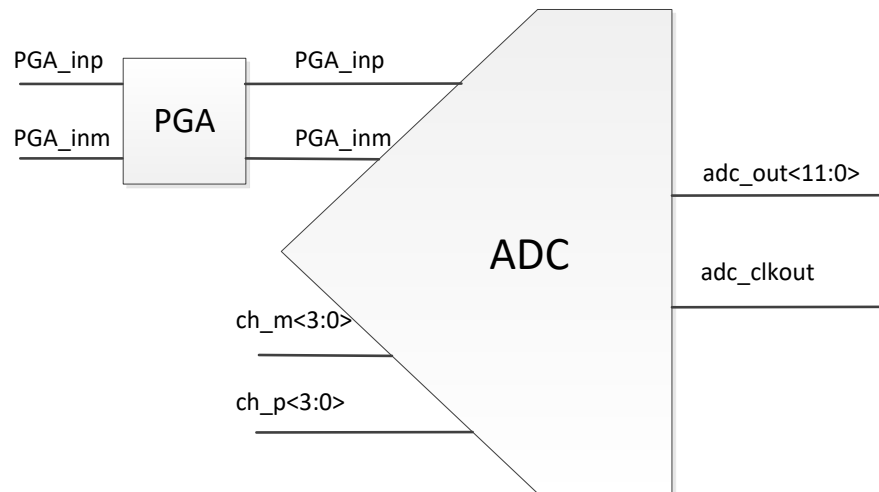 PGA_inp
PGA_inp
PGA
PGA_inm
PGA_inm
adc_out<11:0>
ADC
adc_clkout
ch_m<3:0>
ch_p<3:0>